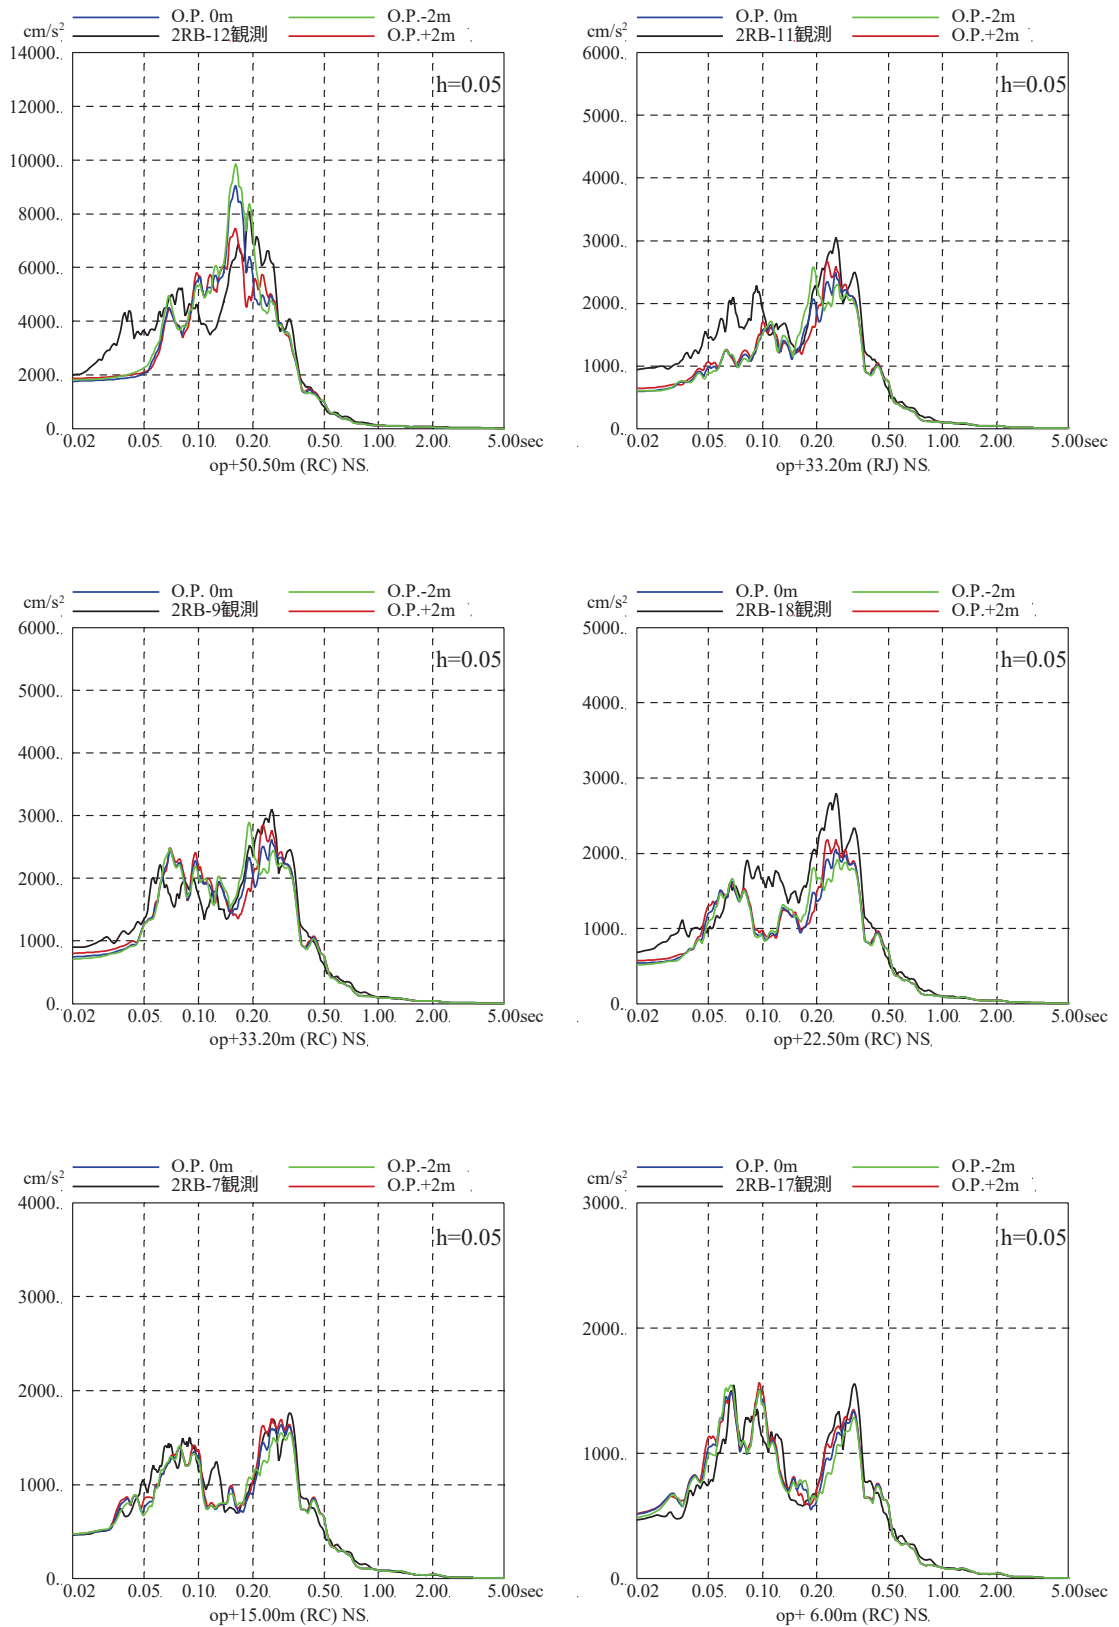 O.P. 0m O.P.-2m
cm/s² 2RB-12観測 O.P.+2m
14000.
h=0.05
12000.
10000.
8000.
6000.
4000.
2000.
0.
0.02 0.05 0.10 0.20 0.50 1.00 2.00 5.00sec
op+50.50m (RC) NS
O.P. 0m O.P.-2m
cm/s² 2RB-11観測 O.P.+2m
6000.
h=0.05
5000.
4000.
3000.
2000.
1000.
0.
0.02 0.05 0.10 0.20 0.50 1.00 2.00 5.00sec
op+33.20m (RJ) NS
O.P. 0m O.P.-2m
cm/s² 2RB-9観測 O.P.+2m
6000.
h=0.05
5000.
4000.
3000.
2000.
1000.
0.
0.02 0.05 0.10 0.20 0.50 1.00 2.00 5.00sec
op+33.20m (RC) NS
O.P. 0m O.P.-2m
cm/s² 2RB-18観測 O.P.+2m
5000.
h=0.05
4000.
3000.
2000.
1000.
0.
0.02 0.05 0.10 0.20 0.50 1.00 2.00 5.00sec
op+22.50m (RC) NS
O.P. 0m O.P.-2m
cm/s² 2RB-7観測 O.P.+2m
4000.
h=0.05
3000.
2000.
1000.
0.
0.02 0.05 0.10 0.20 0.50 1.00 2.00 5.00sec
op+15.00m (RC) NS
O.P. 0m O.P.-2m
cm/s² 2RB-17観測 O.P.+2m
3000.
h=0.05
2000.
1000.
0.
0.02 0.05 0.10 0.20 0.50 1.00 2.00 5.00sec
op+ 6.00m (RC) NS